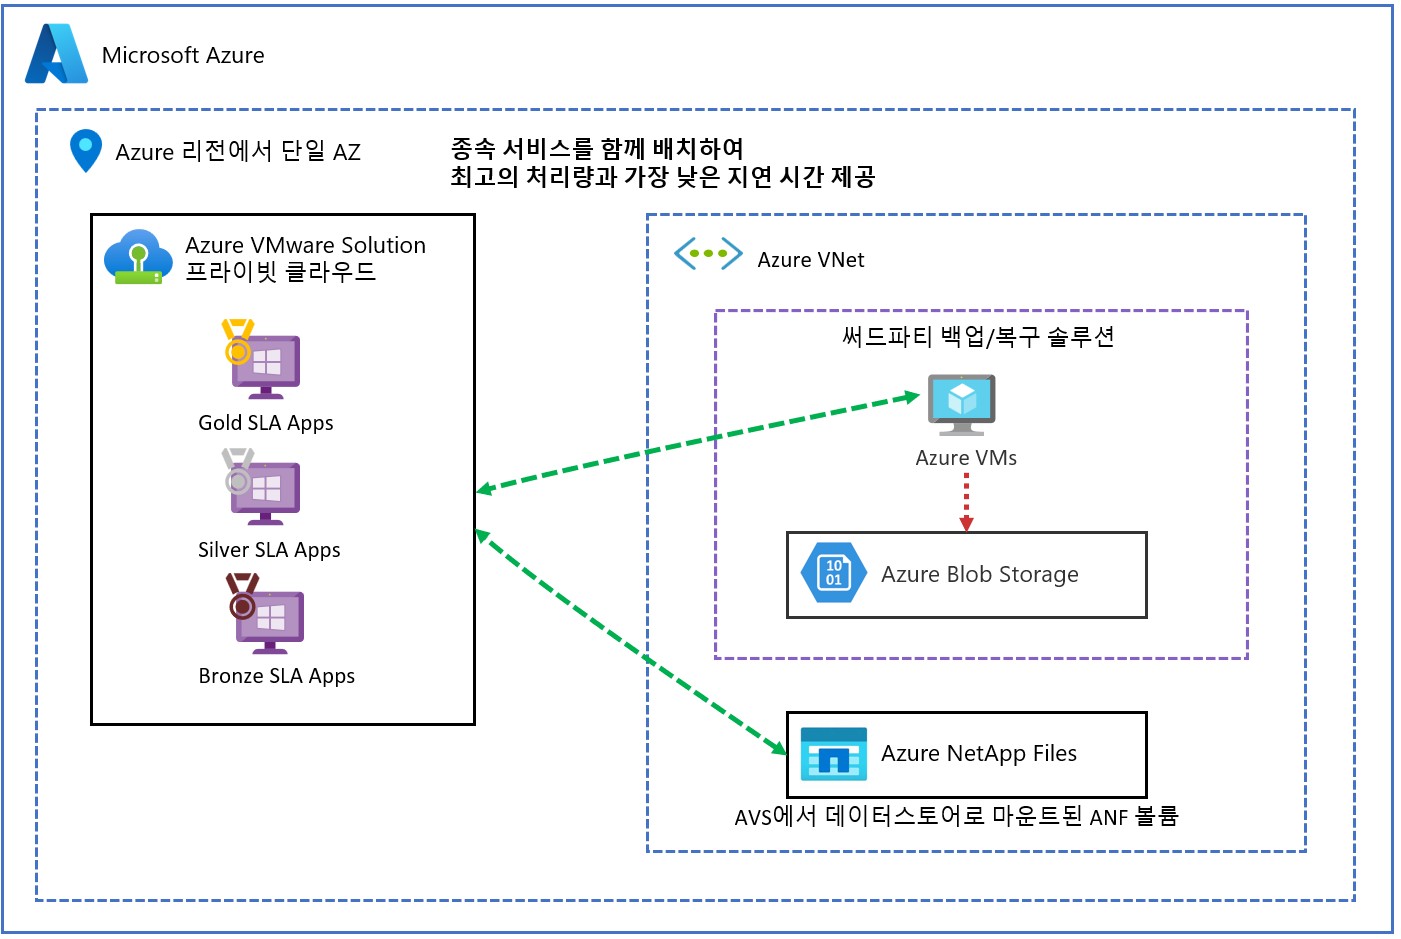 Microsoft Azure
Azure 리전에서 단일 AZ
종속 서비스를 함께 배치하여
최고의 처리량과 가장 낮은 지연 시간 제공
Azure VMware Solution
프라이빗 클라우드
Gold SLA Apps
Silver SLA Apps
Bronze SLA Apps
Azure VNet
써드파티 백업/복구 솔루션
Azure VMs
10
01
Azure Blob Storage
Azure NetApp Files
AVS에서 데이터스토어로 마운트된 ANF 볼륨